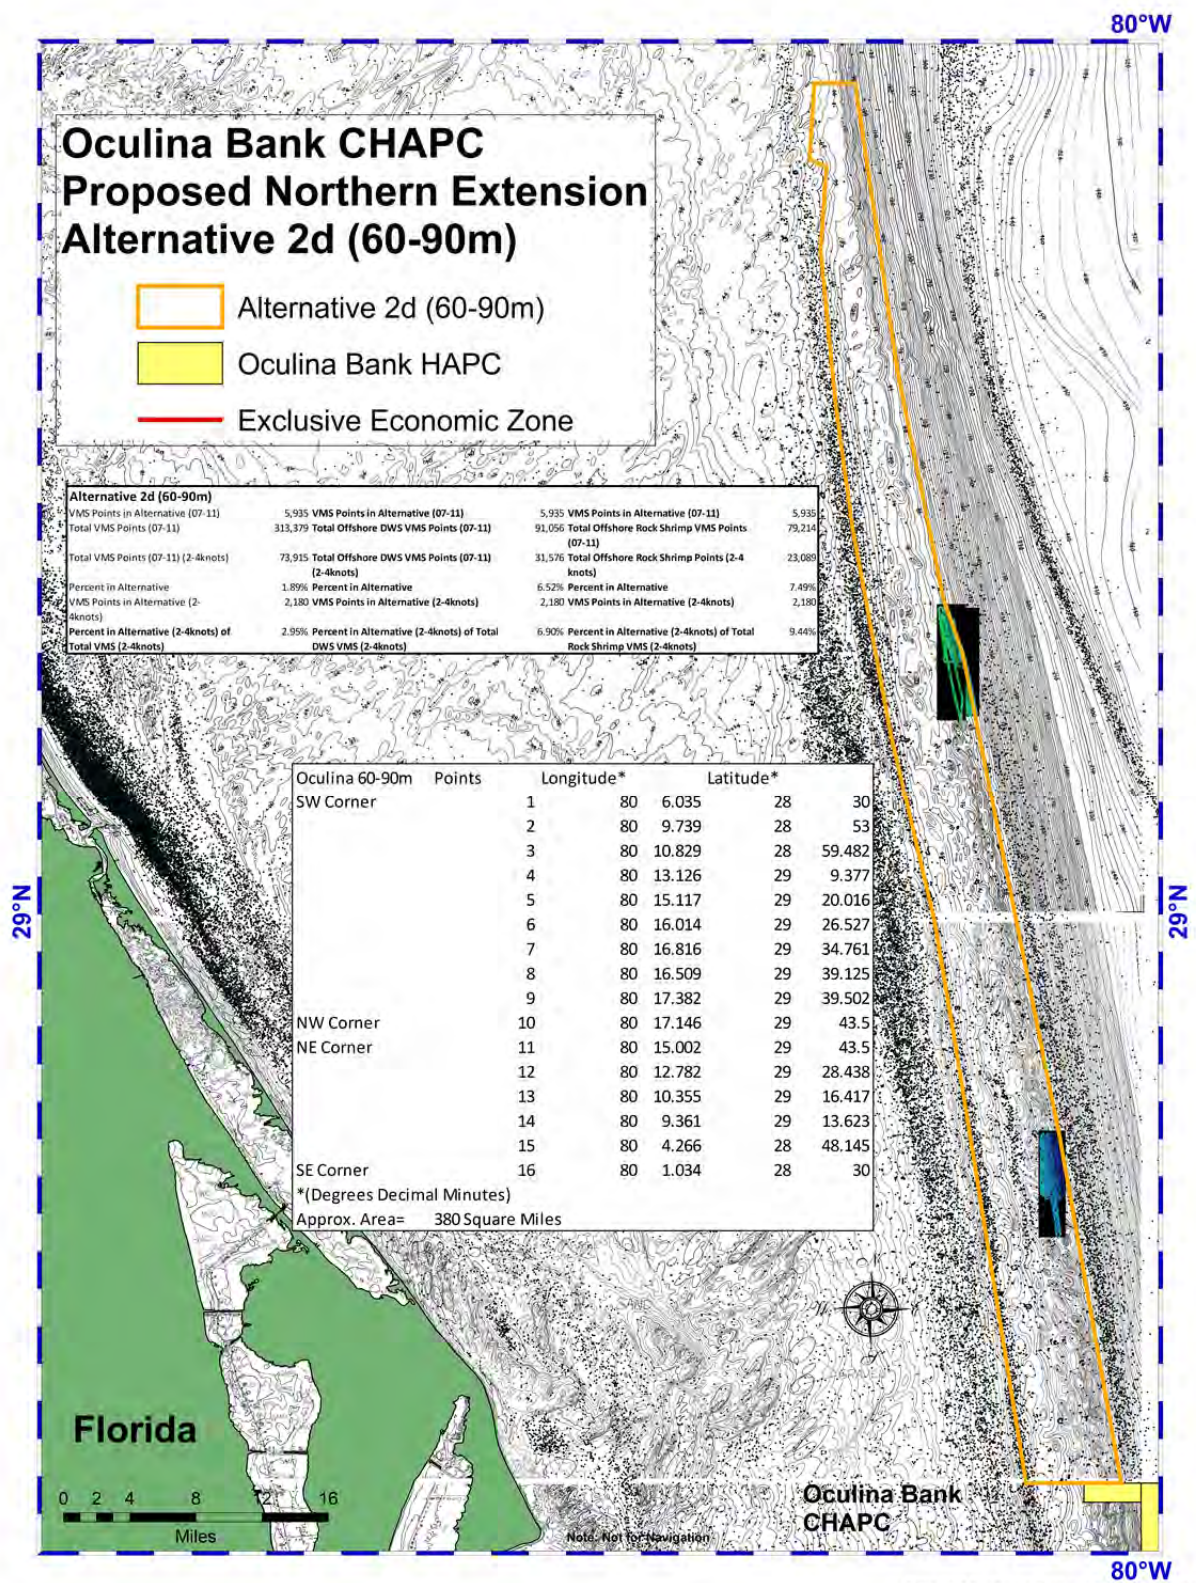 80°W
Oculina Bank CHAPC
Proposed Northern Extension
Alternative 2d (60-90m)
Alternative 2d (60-90m)
Oculina Bank HAPC
Exclusive Economic Zone
Alternative 2d (60-90m)
VMS Points in Alternative (07-11) 5,935 VMS Points in Alternative (07-11) 5,935 VMS Points in Alternative (07-11) 5,935
Total VMS Points (07-11) 313,379 Total Offshore DWS VMS Points (07-11) 91,056 Total Offshore Rock Shrimp VMS Points 79,214
(07-11)
Total VMS Points (07-11) (2-4knots) 73,915 Total Offshore DWS VMS Points (07-11) 31,576 Total Offshore Rock Shrimp Points (2-4 23,089
(2-4knots) knots)
Percent in Alternative 1.89% Percent in Alternative 6.52% Percent in Alternative 7.49%
VMS Points in Alternative (2- 2,180 VMS Points in Alternative (2-4knots) 2,180 VMS Points in Alternative (2-4knots) 2,180
4knots)
Percent in Alternative (2-4knots) of 2.95% Percent in Alternative (2-4knots) of Total 6.90% Percent in Alternative (2-4knots) of Total 9.44%
Total VMS (2-4knots) DWS VMS (2-4knots) Rock Shrimp VMS (2-4knots)
Oculina 60-90m Points Longitude* Latitude*
SW Corner 1 80 6.035 28 30
2 80 9.739 28 53
3 80 10.829 28 59.482
4 80 13.126 29 9.377
5 80 15.117 29 20.016
6 80 16.014 29 26.527
7 80 16.816 29 34.761
8 80 16.509 29 39.125
9 80 17.382 29 39.502
NW Corner 10 80 17.146 29 43.5
NE Corner 11 80 15.002 29 43.5
12 80 12.782 29 28.438
13 80 10.355 29 16.417
14 80 9.361 29 13.623
15 80 4.266 28 48.145
SE Corner 16 80 1.034 28 30
*(Degrees Decimal Minutes)
Approx. Area= 380 Square Miles
29°N
29°N
Florida
0 2 4 8 12 16
Miles
Oculina Bank
CHAPC
Note: Not for Navigation
80°W